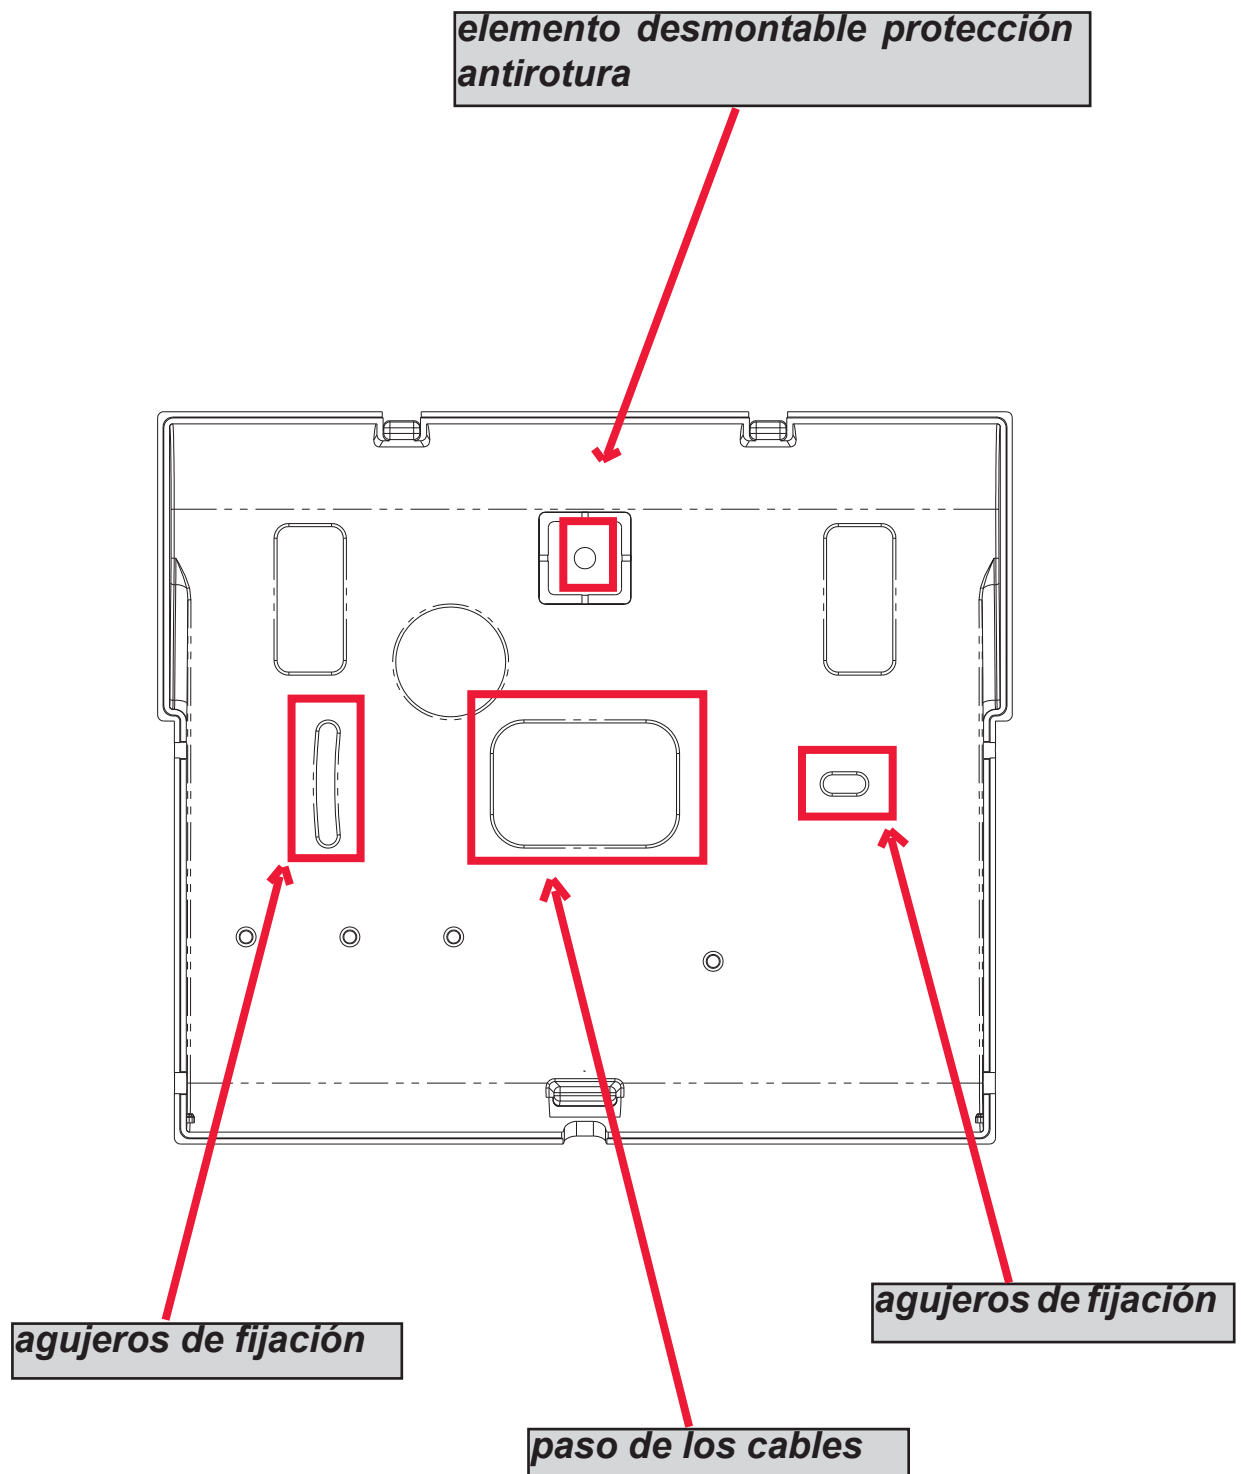 elemento desmontable protección
antirotura
agujeros de fijación
agujeros de fijación
paso de los cables